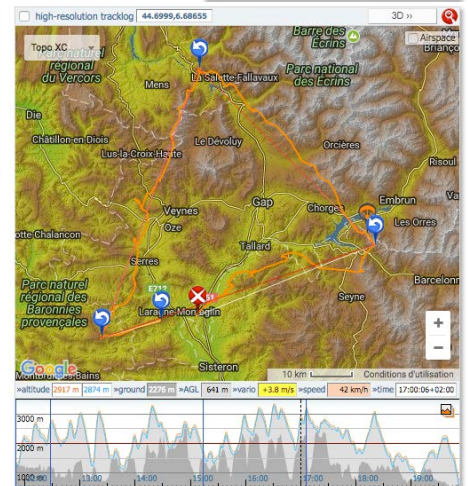 high-resolution tracklog 44.6999,6.68655 3D ››
Topo XC
Airspace
Barre des
Écrins
Briançon
Parc naturel
régional
du Vercors
La Salette-Fallavaux
Mens
Parc national
des Écrins
Die
Châtillon-en-Diois
Le Dévoluy
Orcières
Lus-la-Croix-Haute
Risoul
Veynes
Gap
Chorges
Embrun
Oze
Les Orres
Tallard
Serres
Barcelonn
Parc naturel
régional des
Baronnies
provençales
Seyne
Sisteron
Google
10 km
Conditions d'utilisation
»altitude 2917 m 2874 m »ground 2276 m »AGL 641 m »vario +3.8 m/s »speed 42 km/h »time 17:00:06+02:00
3000 m
2000 m
1000 m
13:00 14:00 15:00 16:00 17:00 18:00 19:00